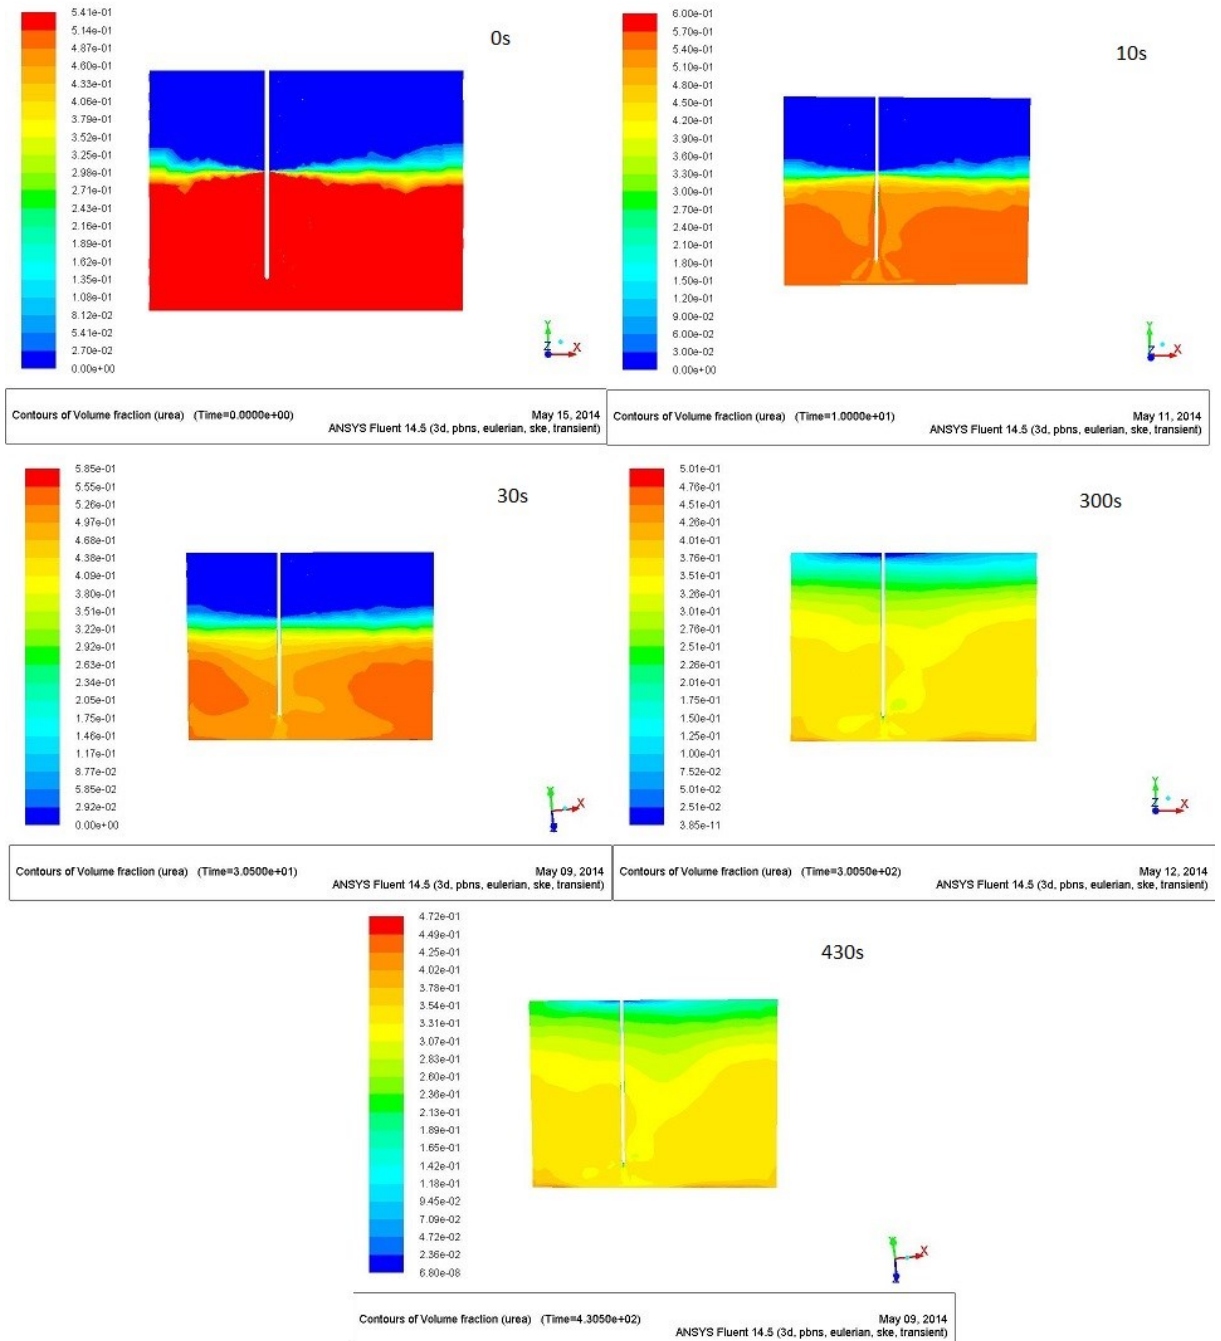 5.41e-01
5.14e-01
4.87e-01
4.60e-01
4.33e-01
4.06e-01
3.79e-01
3.52e-01
3.25e-01
2.98e-01
2.71e-01
2.43e-01
2.16e-01
1.89e-01
1.62e-01
1.35e-01
1.08e-01
8.12e-02
5.41e-02
2.70e-02
0.00e+00
0s
Y
Z X
Contours of Volume fraction (urea) (Time=0.0000e+00)
May 15, 2014
ANSYS Fluent 14.5 (3d, pbns, eulerian, ske, transient)
6.00e-01
5.70e-01
5.40e-01
5.10e-01
4.80e-01
4.50e-01
4.20e-01
3.90e-01
3.60e-01
3.30e-01
3.00e-01
2.70e-01
2.40e-01
2.10e-01
1.80e-01
1.50e-01
1.20e-01
9.00e-02
6.00e-02
3.00e-02
0.00e+00
10s
Y
Z X
Contours of Volume fraction (urea) (Time=1.0000e+01)
May 11, 2014
ANSYS Fluent 14.5 (3d, pbns, eulerian, ske, transient)
5.85e-01
5.55e-01
5.26e-01
4.97e-01
4.68e-01
4.38e-01
4.09e-01
3.80e-01
3.51e-01
3.22e-01
2.92e-01
2.63e-01
2.34e-01
2.05e-01
1.75e-01
1.46e-01
1.17e-01
8.77e-02
5.85e-02
2.92e-02
0.00e+00
30s
Y
X
Z
Contours of Volume fraction (urea) (Time=3.0500e+01)
May 09, 2014
ANSYS Fluent 14.5 (3d, pbns, eulerian, ske, transient)
5.01e-01
4.76e-01
4.51e-01
4.26e-01
4.01e-01
3.76e-01
3.51e-01
3.26e-01
3.01e-01
2.76e-01
2.51e-01
2.26e-01
2.01e-01
1.75e-01
1.50e-01
1.25e-01
1.00e-01
7.52e-02
5.01e-02
2.51e-02
3.85e-11
300s
Y
Z X
Contours of Volume fraction (urea) (Time=3.0050e+02)
May 12, 2014
ANSYS Fluent 14.5 (3d, pbns, eulerian, ske, transient)
4.72e-01
4.49e-01
4.25e-01
4.02e-01
3.78e-01
3.54e-01
3.31e-01
3.07e-01
2.83e-01
2.60e-01
2.36e-01
2.13e-01
1.89e-01
1.65e-01
1.42e-01
1.18e-01
9.45e-02
7.09e-02
4.72e-02
2.36e-02
6.80e-08
430s
Y
X
Z
Contours of Volume fraction (urea) (Time=4.3050e+02)
May 09, 2014
ANSYS Fluent 14.5 (3d, pbns, eulerian, ske, transient)